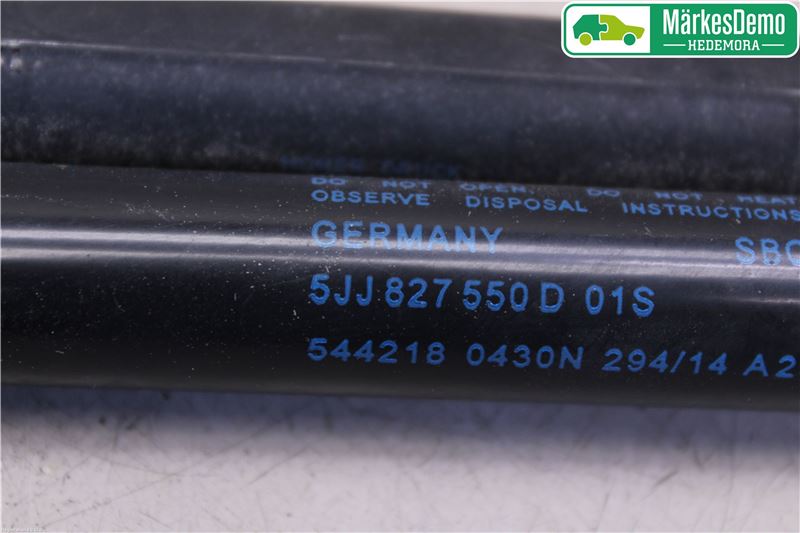 MärkesDemo
HEDEMORA
DO NOT OPEN. DO NOT HEAT
OBSERVE DISPOSAL INSTRUCTIONS
GERMANY SBC
5JJ 827 550 D 01S
544218 0430N 294/14 A2